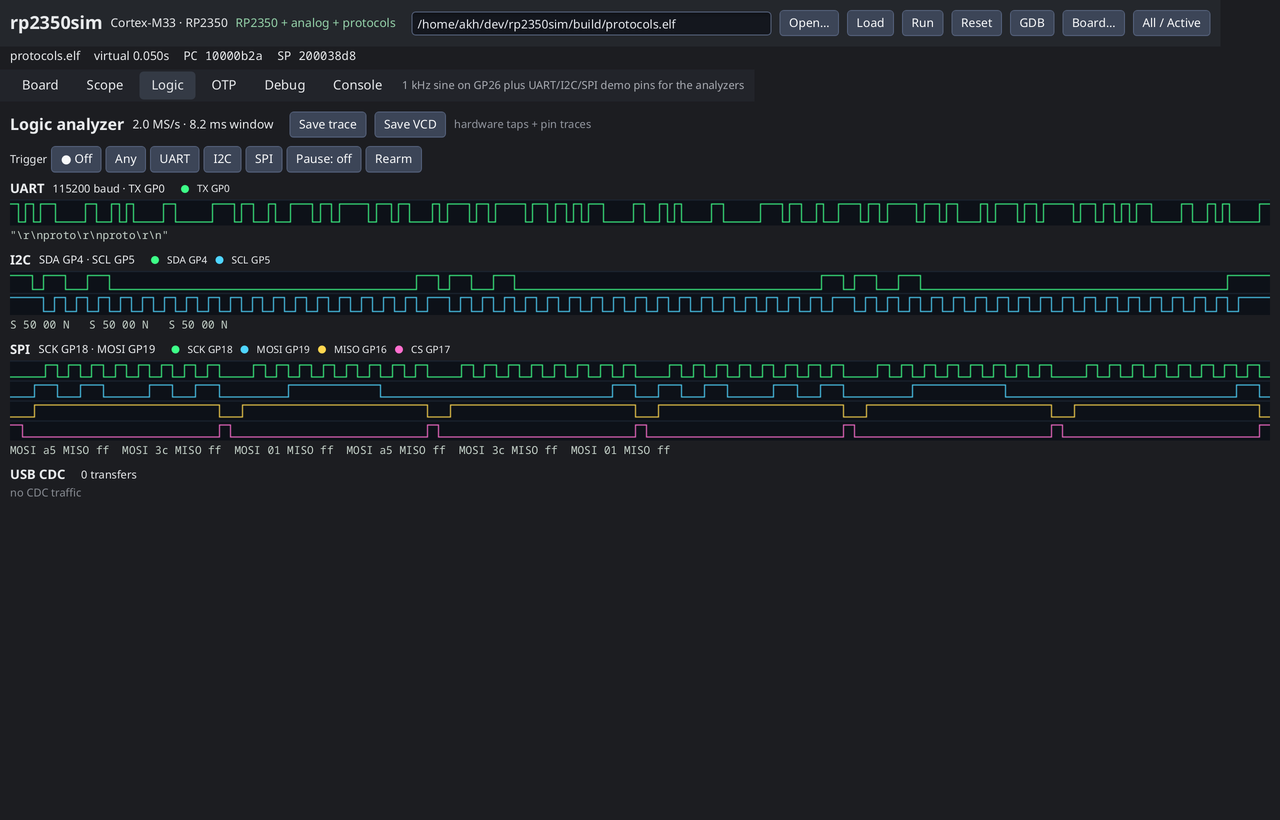 rp2350sim Cortex-M33 · RP2350 RP2350 + analog + protocols /home/akh/dev/rp2350sim/build/protocols.elf Open... Load Run Reset GDB Board... All / Active
protocols.elf virtual 0.050s PC 10000b2a SP 200038d8
Board Scope Logic OTP Debug Console 1 kHz sine on GP26 plus UART/I2C/SPI demo pins for the analyzers
Logic analyzer 2.0 MS/s · 8.2 ms window Save trace Save VCD hardware taps + pin traces
Trigger Off Any UART I2C SPI Pause: off Rearm
UART 115200 baud · TX GP0 TX GP0
"\r\nproto\r\nproto\r\n"
I2C SDA GP4 · SCL GP5 SDA GP4 SCL GP5
S 50 00 N S 50 00 N S 50 00 N
SPI SCK GP18 · MOSI GP19 SCK GP18 MOSI GP19 MISO GP16 CS GP17
MOSI a5 MISO ff MOSI 3c MISO ff MOSI 01 MISO ff MOSI a5 MISO ff MOSI 3c MISO ff MOSI 01 MISO ff
USB CDC 0 transfers
no CDC traffic